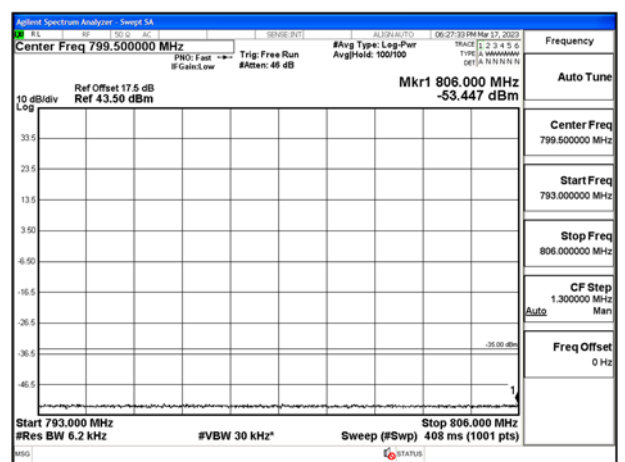 Agilent Spectrum Analyzer - Swept SA
RL RF 50 Ω AC SENSE:INT ALIGN AUTO 06:27:33 PM Mar 17, 2023
Center Freq 799.500000 MHz
PNO: Fast
IFGain:Low
Trig: Free Run
#Atten: 46 dB
#Avg Type: Log-Pwr
Avg|Hold: 100/100
TRACE 1 2 3 4 5 6
TYPE A WWWWW
DET A N N N N N
Frequency
Auto Tune
Ref Offset 17.5 dB
10 dB/div Ref 43.50 dBm
Log
Mkr1 806.000 MHz
-53.447 dBm
33.5
23.5
13.5
3.50
-6.50
-16.5
-26.5
-36.5
-46.5
-35.00 dBm
1
Center Freq
799.500000 MHz
Start Freq
793.000000 MHz
Stop Freq
806.000000 MHz
CF Step
1.300000 MHz
Auto Man
Freq Offset
0 Hz
Start 793.000 MHz Stop 806.000 MHz
#Res BW 6.2 kHz #VBW 30 kHz* Sweep (#Swp) 408 ms (1001 pts)
MSG STATUS